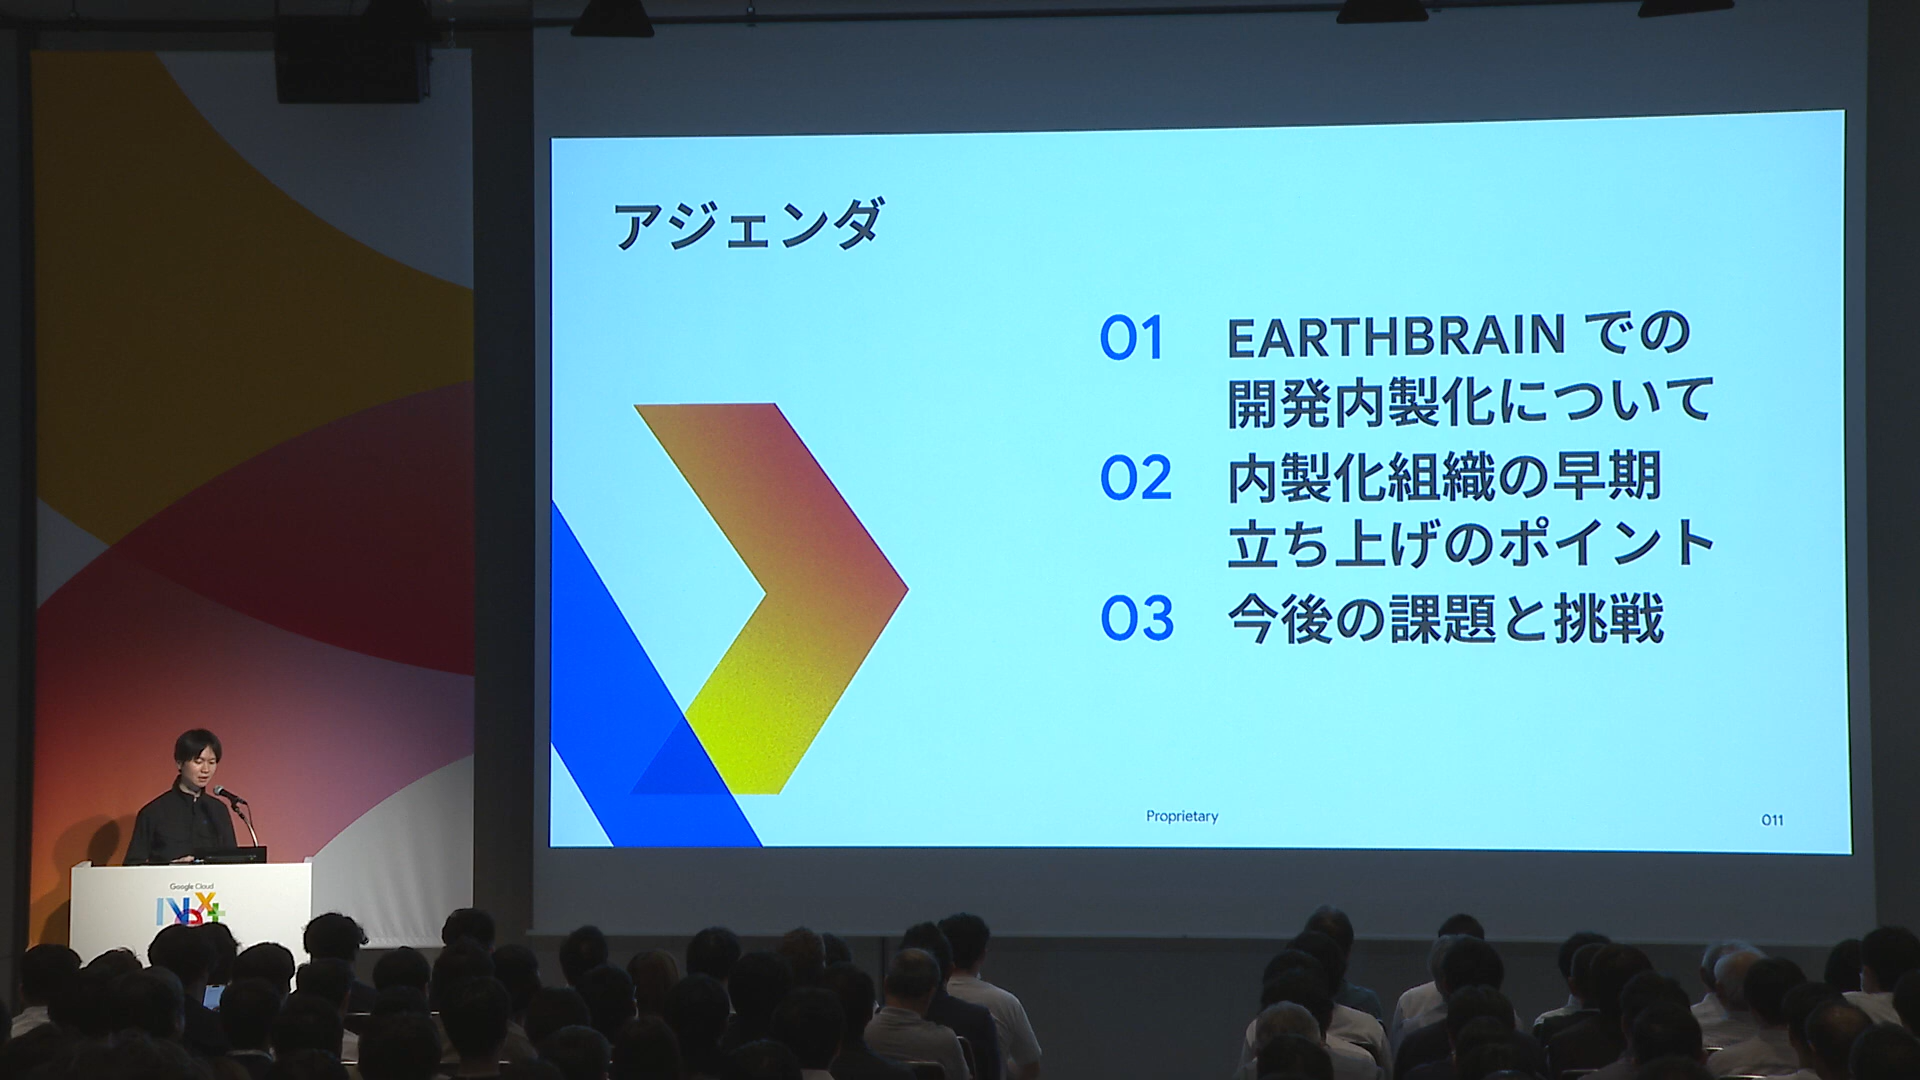 アジェンダ
01 EARTHBRAIN での
開発内製化について
02 内製化組織の早期
立ち上げのポイント
03 今後の課題と挑戦
Proprietary
011
Google Cloud
Next